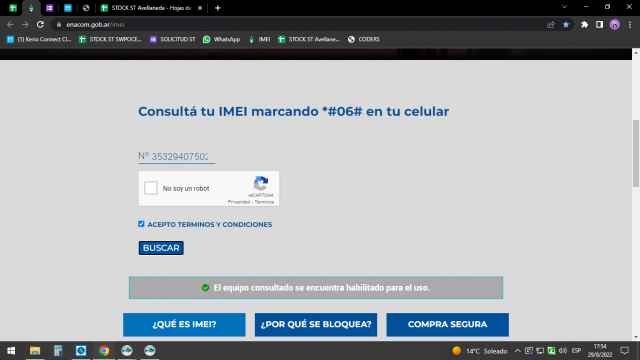 STOCK ST Avellaneda - Hojas de
enacom.gob.ar/imei
(1) Kerio Connect Cl...
STOCK ST SWPOCE...
SOLICITUD ST
WhatsApp
IMEI
STOCK ST Avellane...
CODERS
Consultá tu IMEI marcando *#06# en tu celular
Nº 35329407502
No soy un robot
reCAPTCHA
Privacidad - Términos
ACEPTO TERMINOS Y CONDICIONES
BUSCAR
El equipo consultado se encuentra habilitado para el uso.
¿QUÉ ES IMEI?
¿POR QUÉ SE BLOQUEA?
COMPRA SEGURA
14°C Soleado
ESP
17:54
29/8/2022